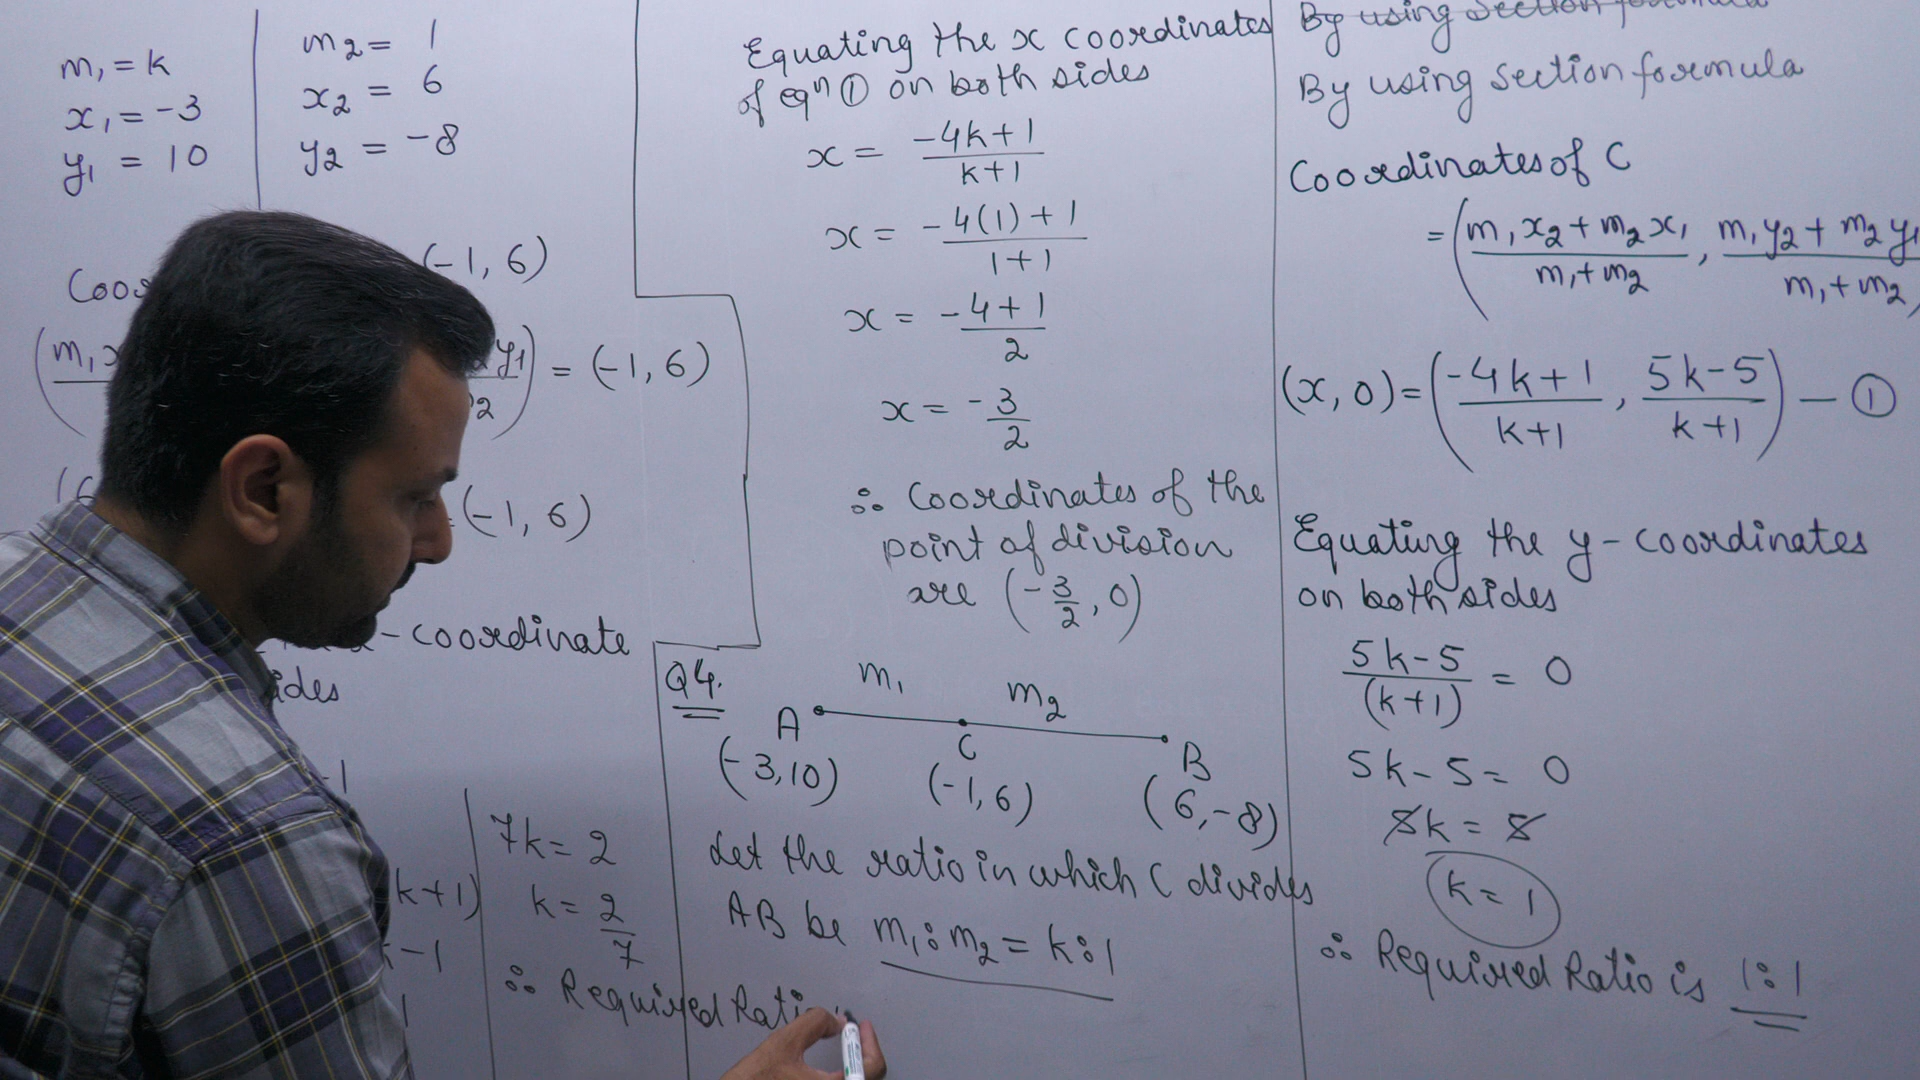 m₁ = k
x₁ = -3
y₁ = 10
m₂ = 1
x₂ = 6
y₂ = -8
(-1, 6)
= (-1, 6)
(-1, 6)
-coordinate
7k = 2
k = 2/7
∴ Required
Equating the x coordinates
of eqⁿ ① on both sides
x = (-4k+1)/(k+1)
x = (-4(1)+1)/(1+1)
x = (-4+1)/2
x = -3/2
∴ Coordinates of the
point of division
are (-3/2, 0)
Q4.
m₁ m₂
A C B
(-3,10) (-1,6) (6,-8)
Let the ratio in which C divides
AB be m₁:m₂ = k:1
By using Section formula
By using Section formula
Coordinates of C
= ((m₁x₂ + m₂x₁)/(m₁+m₂), (m₁y₂ + m₂y₁)/(m₁+m₂)
(x, 0) = ((-4k+1)/(k+1), (5k-5)/(k+1)) — ①
Equating the y-coordinates
on both sides
(5k-5)/(k+1) = 0
5k-5 = 0
5k = 5
k = 1
∴ Required Ratio is 1:1